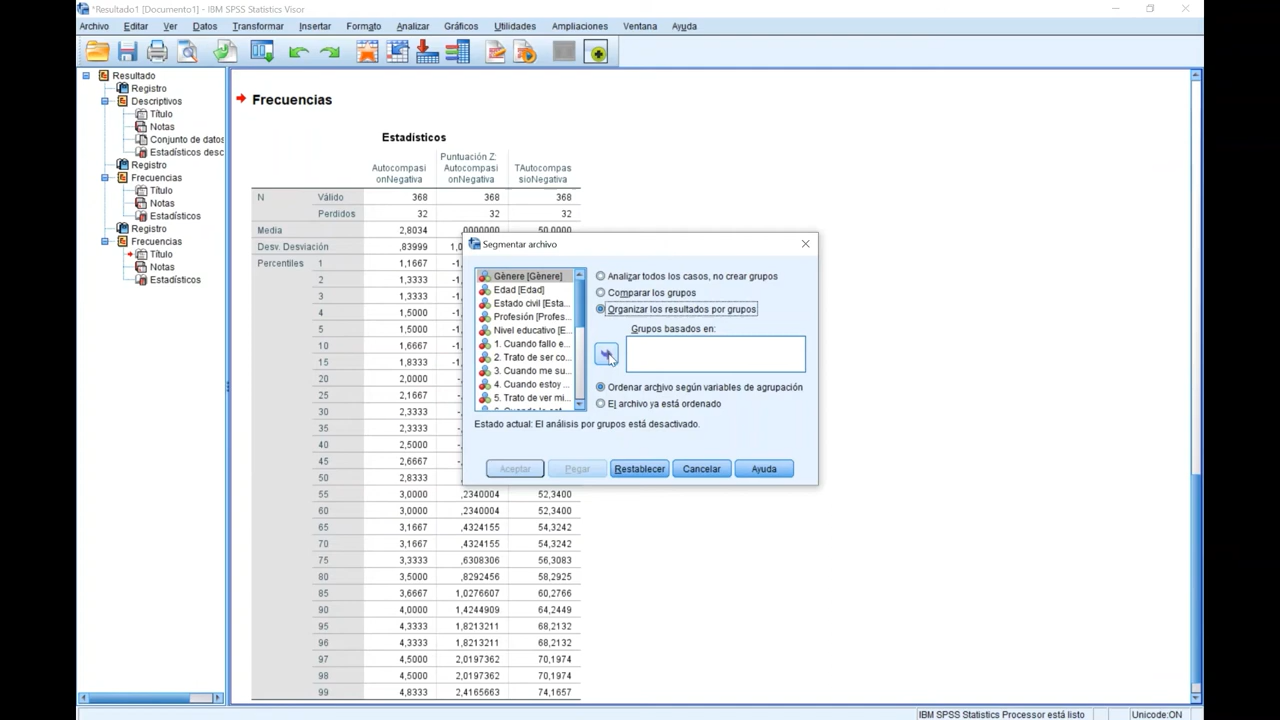 *Resultado1 [Documento1] - IBM SPSS Statistics Visor
Archivo Editar Ver Datos Transformar Insertar Formato Analizar Gráficos Utilidades Ampliaciones Ventana Ayuda
Resultado
Registro
Descriptivos
Título
Notas
Conjunto de datos
Estadísticos desc
Registro
Frecuencias
Título
Notas
Estadísticos
Registro
Frecuencias
Título
Notas
Estadísticos
Frecuencias
Estadísticos
Autocompasi onNegativa
Puntuación Z: Autocompasi onNegativa
TAutocompas sioNegativa
N Válido 368 368 368
Perdidos 32 32 32
Media 2,8034 ,0000000 50,0000
Desv. Desviación ,83999 1,0
Percentiles 1 1,1667 -1,
2 1,3333 -1,
3 1,3333 -1,
4 1,5000 -1,
5 1,5000 -1,
10 1,6667 -1,
15 1,8333 -1,
20 2,0000 -,
25 2,1667 -,
30 2,3333 -,
35 2,3333 -,
40 2,5000 -,
45 2,6667 -,
50 2,8333
55 3,0000 ,2340004 52,3400
60 3,0000 ,2340004 52,3400
65 3,1667 ,4324155 54,3242
70 3,1667 ,4324155 54,3242
75 3,3333 ,6308306 56,3083
80 3,5000 ,8292456 58,2925
85 3,6667 1,0276607 60,2766
90 4,0000 1,4244909 64,2449
95 4,3333 1,8213211 68,2132
96 4,3333 1,8213211 68,2132
97 4,5000 2,0197362 70,1974
98 4,5000 2,0197362 70,1974
99 4,8333 2,4165663 74,1657
Segmentar archivo
Gènere [Gènere]
Edad [Edad]
Estado civil [Esta...
Profesión [Profes...
Nivel educativo [E...
1. Cuando fallo e...
2. Trato de ser co...
3. Cuando me su...
4. Cuando estoy ...
5. Trato de ver mi...
Analizar todos los casos, no crear grupos
Comparar los grupos
Organizar los resultados por grupos
Grupos basados en:
Ordenar archivo según variables de agrupación
El archivo ya está ordenado
Estado actual: El análisis por grupos está desactivado.
Aceptar Pegar Restablecer Cancelar Ayuda
IBM SPSS Statistics Processor está listo Unicode:ON